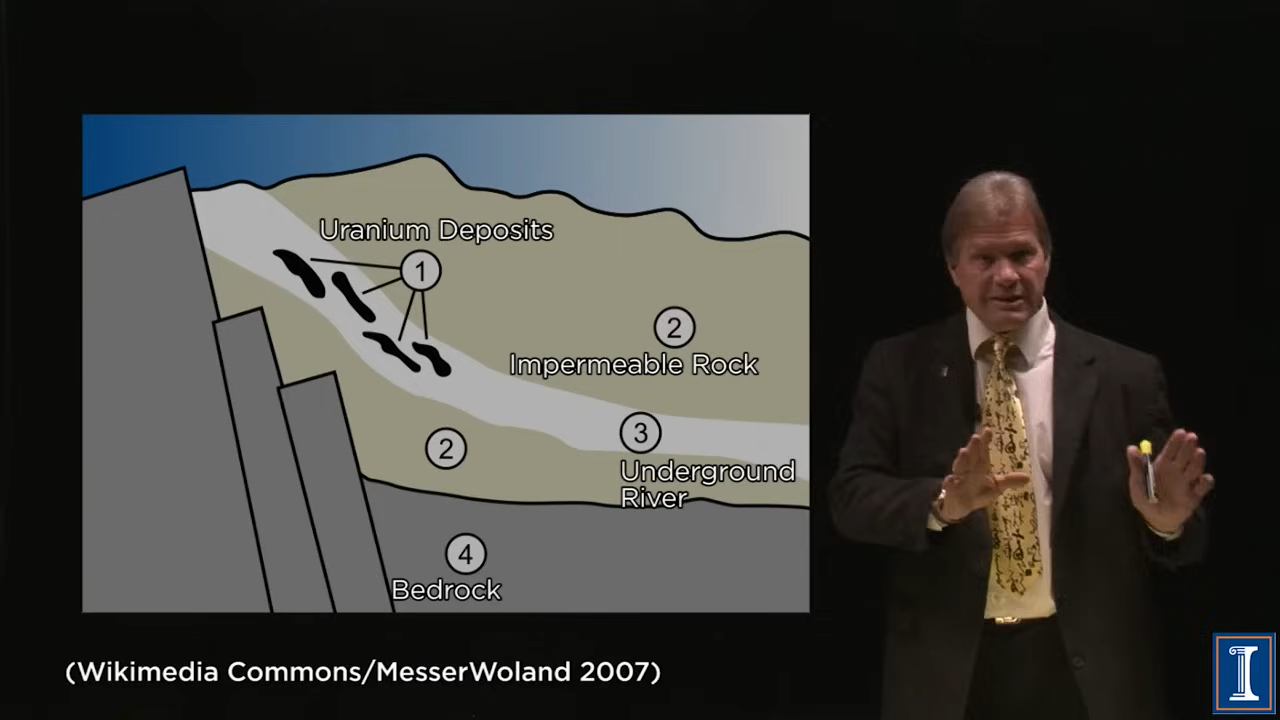 Uranium Deposits
1
2
Impermeable Rock
3
2
Underground
River
4
Bedrock
(Wikimedia Commons/MesserWoland 2007)
I